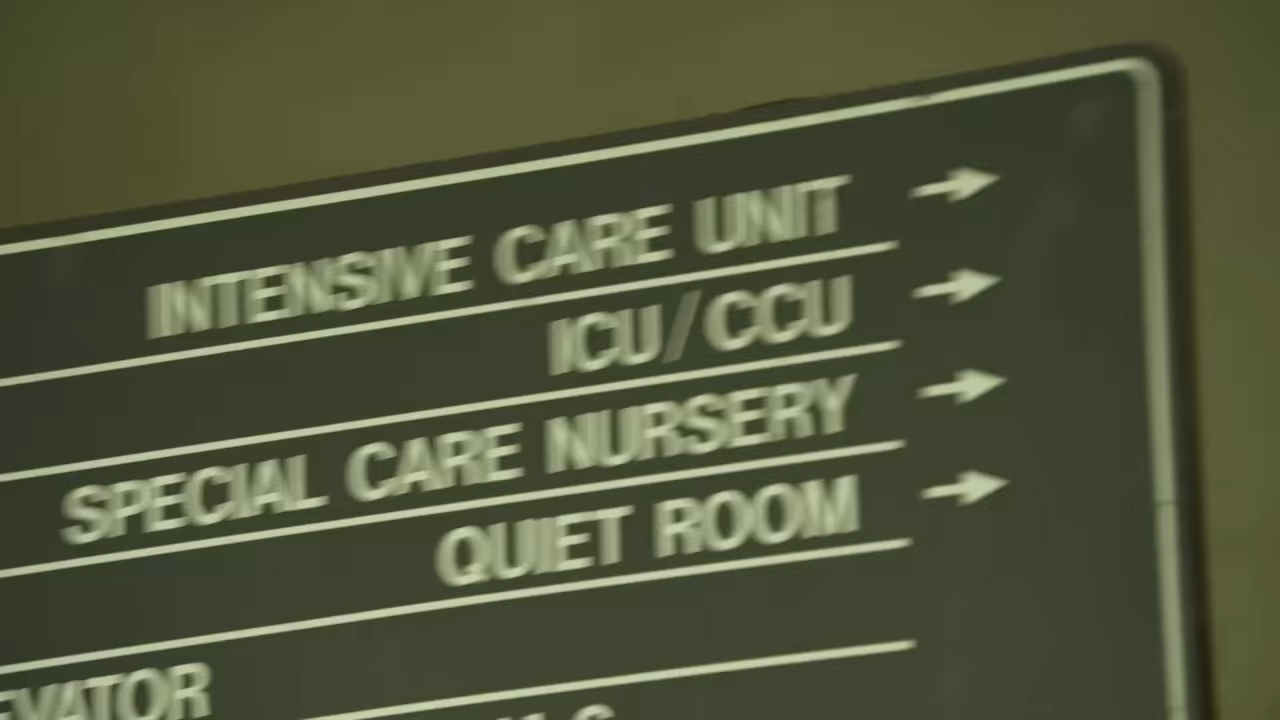 INTENSIVE CARE UNIT
ICU/CCU
SPECIAL CARE NURSERY
QUIET ROOM
EVATOR